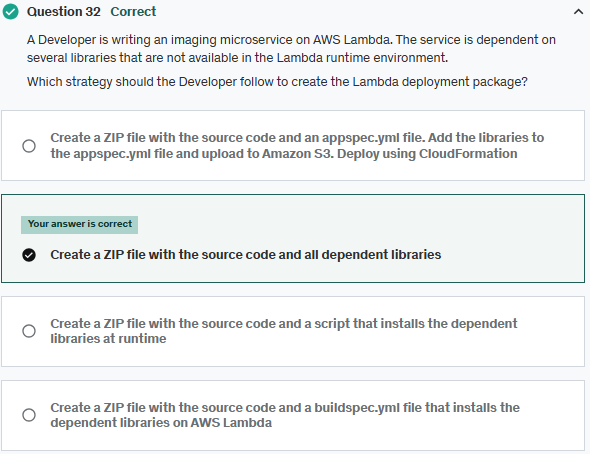 Question 32 Correct
A Developer is writing an imaging microservice on AWS Lambda. The service is dependent on
several libraries that are not available in the Lambda runtime environment.
Which strategy should the Developer follow to create the Lambda deployment package?
Create a ZIP file with the source code and an appspec.yml file. Add the libraries to
the appspec.yml file and upload to Amazon S3. Deploy using CloudFormation
Your answer is correct
Create a ZIP file with the source code and all dependent libraries
Create a ZIP file with the source code and a script that installs the dependent
libraries at runtime
Create a ZIP file with the source code and a buildspec.yml file that installs the
dependent libraries on AWS Lambda